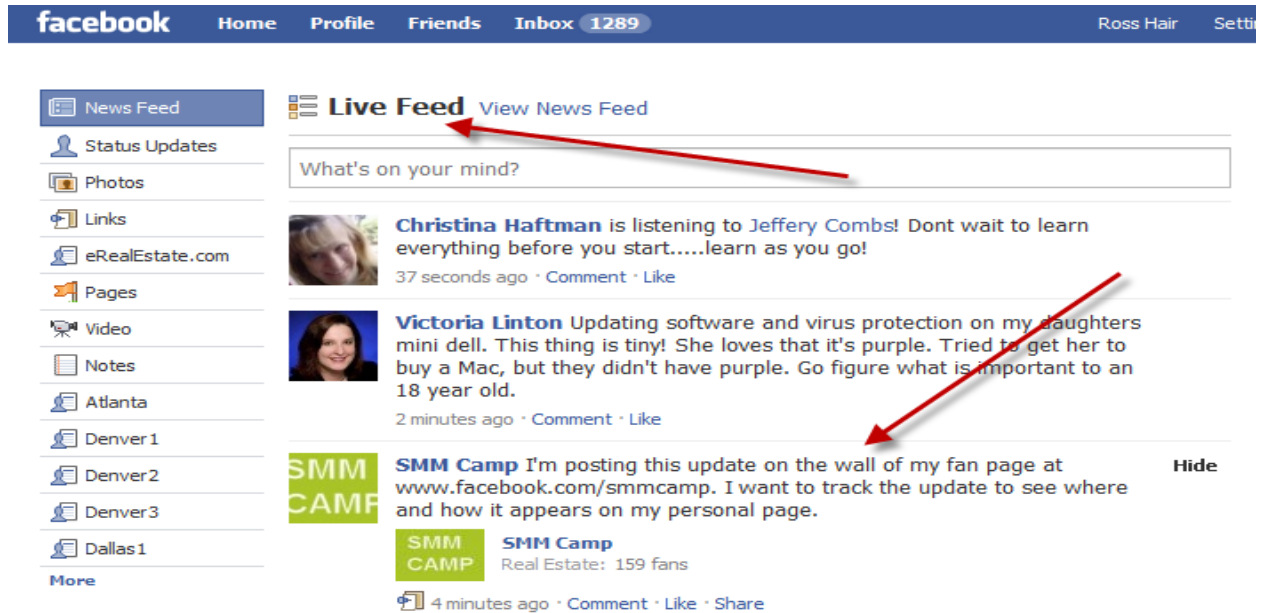 facebook Home Profile Friends Inbox 1289 Ross Hair
News Feed
Status Updates
Photos
Links
eRealEstate.com
Pages
Video
Notes
Atlanta
Denver1
Denver2
Denver3
Dallas1
More
Live Feed View News Feed
What's on your mind?
Christina Haftman is listening to Jeffery Combs! Dont wait to learn
everything before you start.....learn as you go!
37 seconds ago · Comment · Like
Victoria Linton Updating software and virus protection on my daughters
mini dell. This thing is tiny! She loves that it's purple. Tried to get her to
buy a Mac, but they didn't have purple. Go figure what is important to an
18 year old.
2 minutes ago · Comment · Like
SMM
CAMP
SMM Camp I'm posting this update on the wall of my fan page at
www.facebook.com/smmcamp. I want to track the update to see where
and how it appears on my personal page.
Hide
SMM
CAMP
SMM Camp
Real Estate: 159 fans
4 minutes ago · Comment · Like · Share